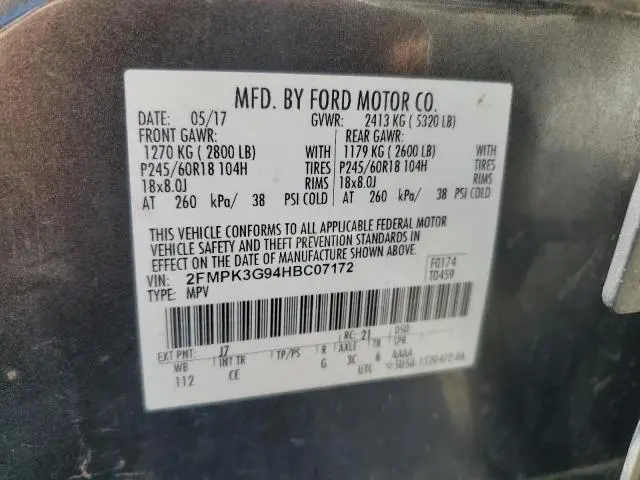 MFD. BY FORD MOTOR CO.
DATE: 05/17 GVWR: 2413 KG ( 5320 LB)
FRONT GAWR: REAR GAWR:
1270 KG ( 2800 LB) WITH 1179 KG ( 2600 LB) WITH
P245/60R18 104H TIRES P245/60R18 104H TIRES
18x8.0J RIMS 18x8.0J RIMS
AT 260 kPa/ 38 PSI COLD AT 260 kPa/ 38 PSI COLD
THIS VEHICLE CONFORMS TO ALL APPLICABLE FEDERAL MOTOR
VEHICLE SAFETY AND THEFT PREVENTION STANDARDS IN
EFFECT ON THE DATE OF MANUFACTURE SHOWN ABOVE.
VIN: 2FMPK3G94HBC07172 F0174
TYPE: MPV T0459
RC: 21 DSO:
EXT PNT: J7 TP/PS R AXLE TR SPR
WB INT TR G 3C 6 AAAA
112 CE UTC